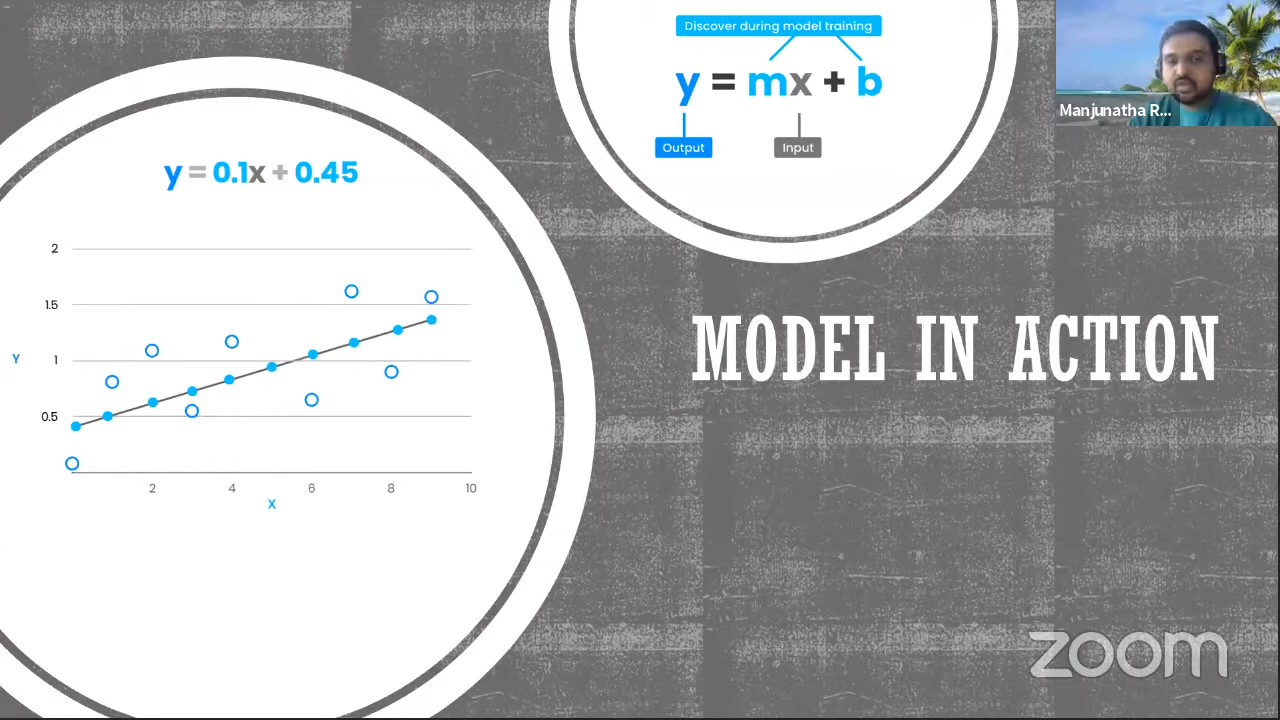 Discover during model training
y = mx + b
Output
Input
Manjunatha R...
y = 0.1x + 0.45
2
1.5
1
0.5
Y
2
4
6
8
10
X
MODEL IN ACTION
zoom